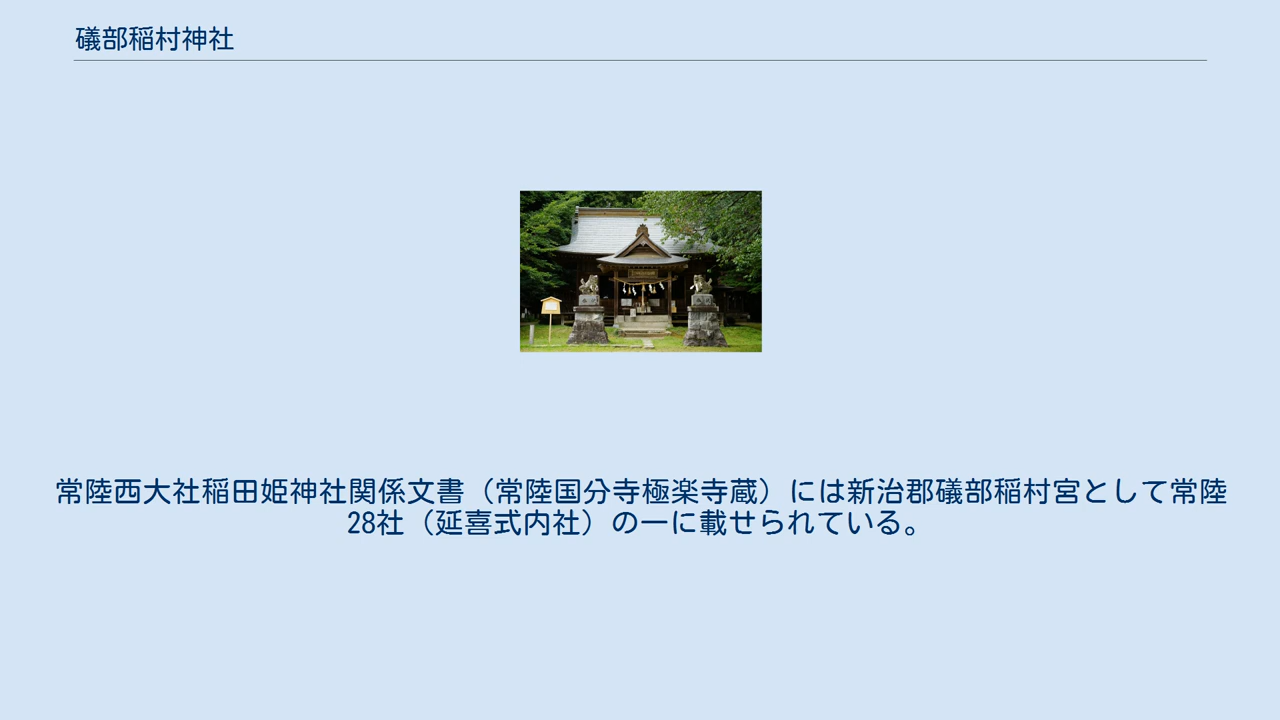 磯部稲村神社
常陸西大社稲田姫神社関係文書（常陸国分寺極楽寺蔵）には新治郡磯部稲村宮として常陸
28社（延喜式内社）の一に載せられている。